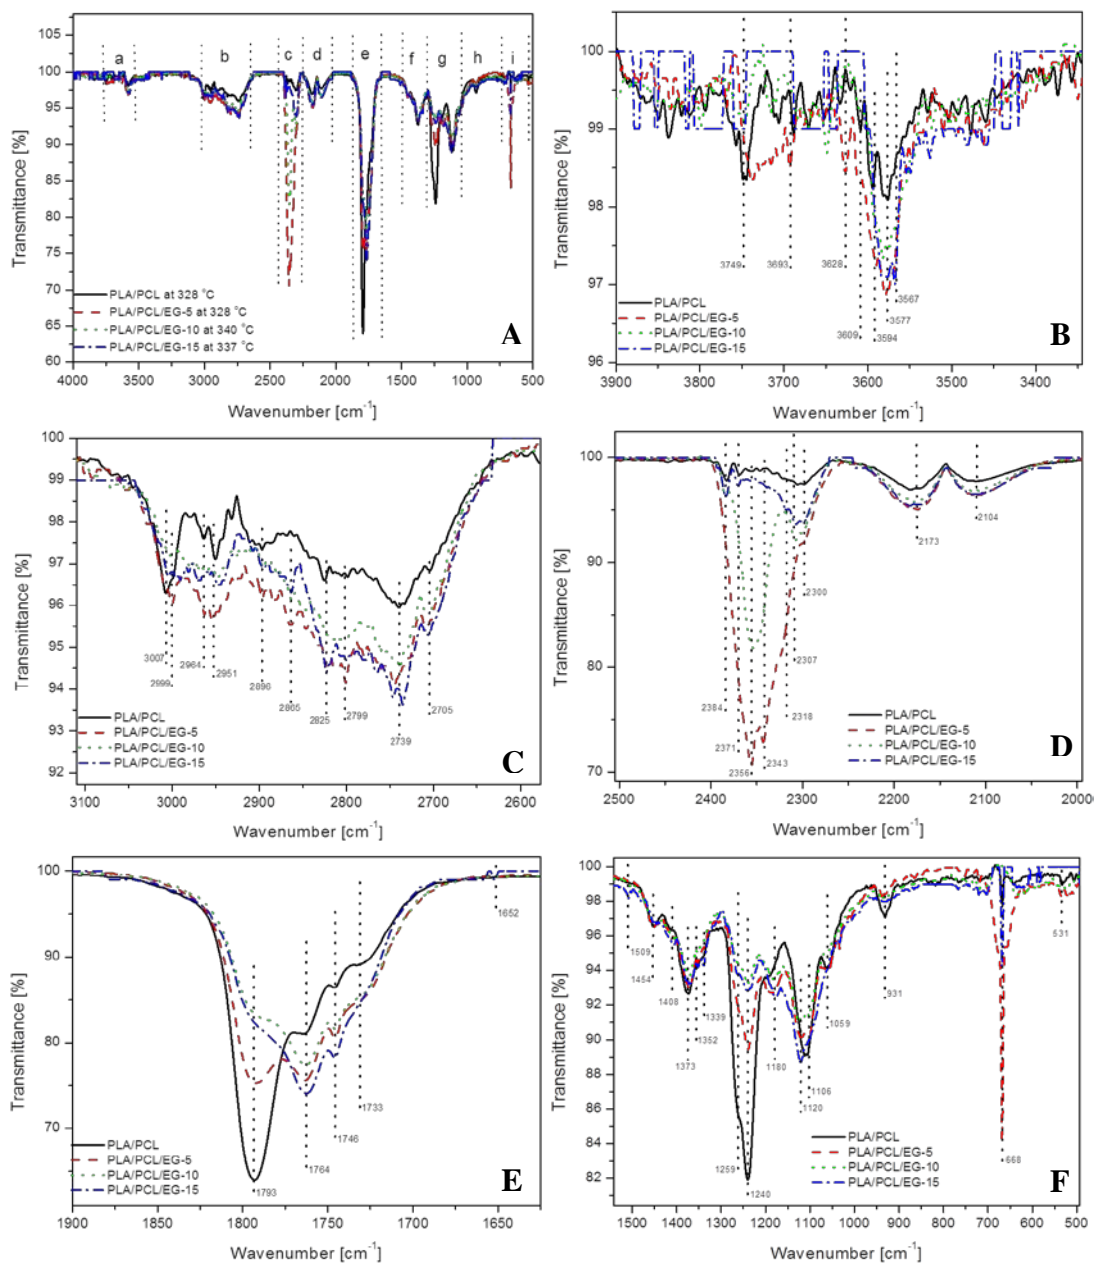 105
100
95
90
85
80
75
70
65
60
a
b
c
d
e
f
g
h
i
PLA/PCL at 328 °C
PLA/PCL/EG-5 at 328 °C
PLA/PCL/EG-10 at 340 °C
PLA/PCL/EG-15 at 337 °C
A
4000 3500 3000 2500 2000 1500 1000 500
Wavenumber [cm-1]
Transmittance [%]
100
99
98
97
96
3749
3693
3628
3567
3577
3609
3594
PLA/PCL
PLA/PCL/EG-5
PLA/PCL/EG-10
PLA/PCL/EG-15
B
3900 3800 3700 3600 3500 3400
Wavenumber [cm-1]
Transmittance [%]
100
99
98
97
96
95
94
93
92
3007
2999
2964
2951
2896
2865
2825
2799
2739
2705
PLA/PCL
PLA/PCL/EG-5
PLA/PCL/EG-10
PLA/PCL/EG-15
C
3100 3000 2900 2800 2700 2600
Wavenumber [cm-1]
Transmittance [%]
100
90
80
70
2173
2104
2300
2307
2384
2318
2371
2343
2356
PLA/PCL
PLA/PCL/EG-5
PLA/PCL/EG-10
PLA/PCL/EG-15
D
2500 2400 2300 2200 2100 2000
Wavenumber [cm-1]
Transmittance [%]
100
90
80
70
1652
1733
1746
1764
1793
PLA/PCL
PLA/PCL/EG-5
PLA/PCL/EG-10
PLA/PCL/EG-15
E
1900 1850 1800 1750 1700 1650
Wavenumber [cm-1]
Transmittance [%]
100
98
96
94
92
90
88
86
84
82
1509
1454
1408
1339
1352
1373
1259
1240
1180
1120
1106
1059
931
668
531
PLA/PCL
PLA/PCL/EG-5
PLA/PCL/EG-10
PLA/PCL/EG-15
F
1500 1400 1300 1200 1100 1000 900 800 700 600 500
Wavenumber [cm-1]
Transmittance [%]